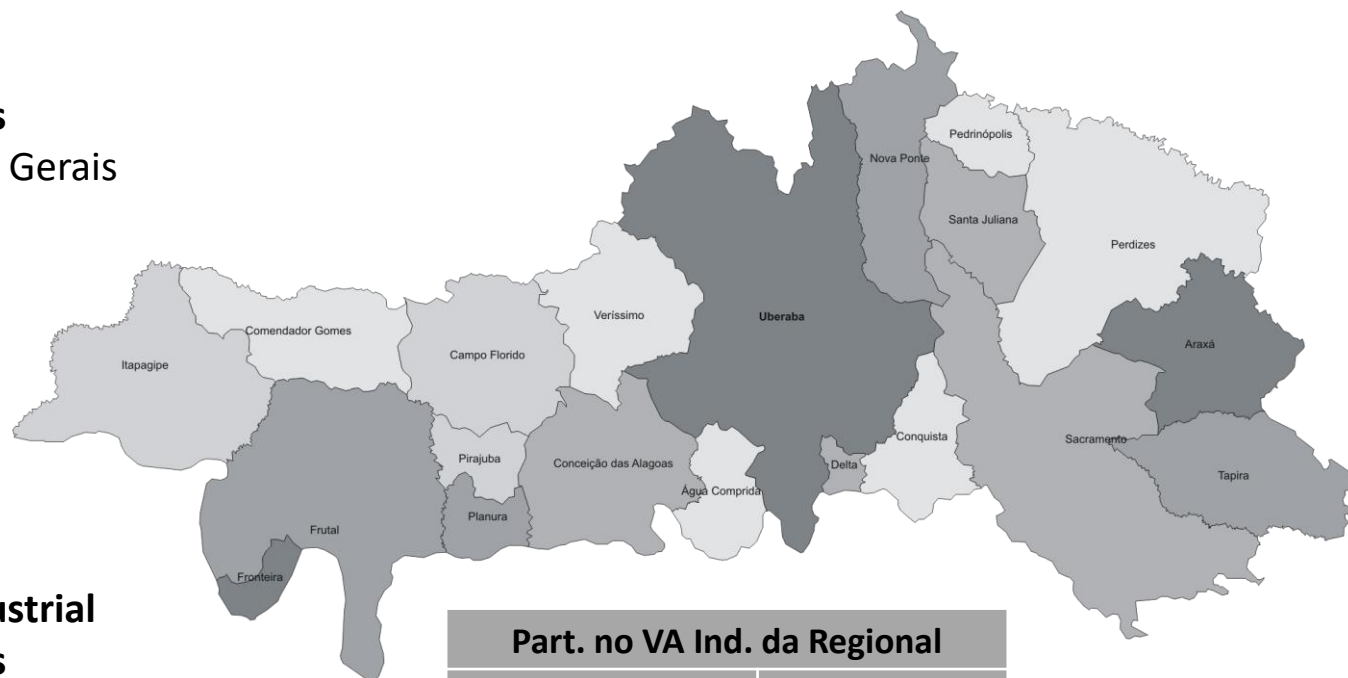 s
Gerais
Pedrinópolis
Nova Ponte
Santa Juliana
Perdizes
Veríssimo
Uberaba
Comendador Gomes
Campo Florido
Araxá
Itapagipe
Conquista
Sacramento
Pirajuba
Conceição das Alagoas
Delta
Tapira
Água Comprida
Planura
Frutal
Fronteira
ustrial
s
Part. no VA Ind. da Regional